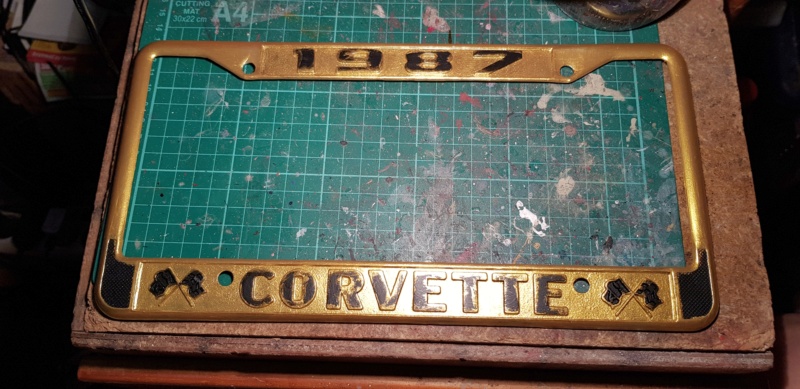 CUTTING
MAT
30x22 cm
A4
1987
CORVETTE